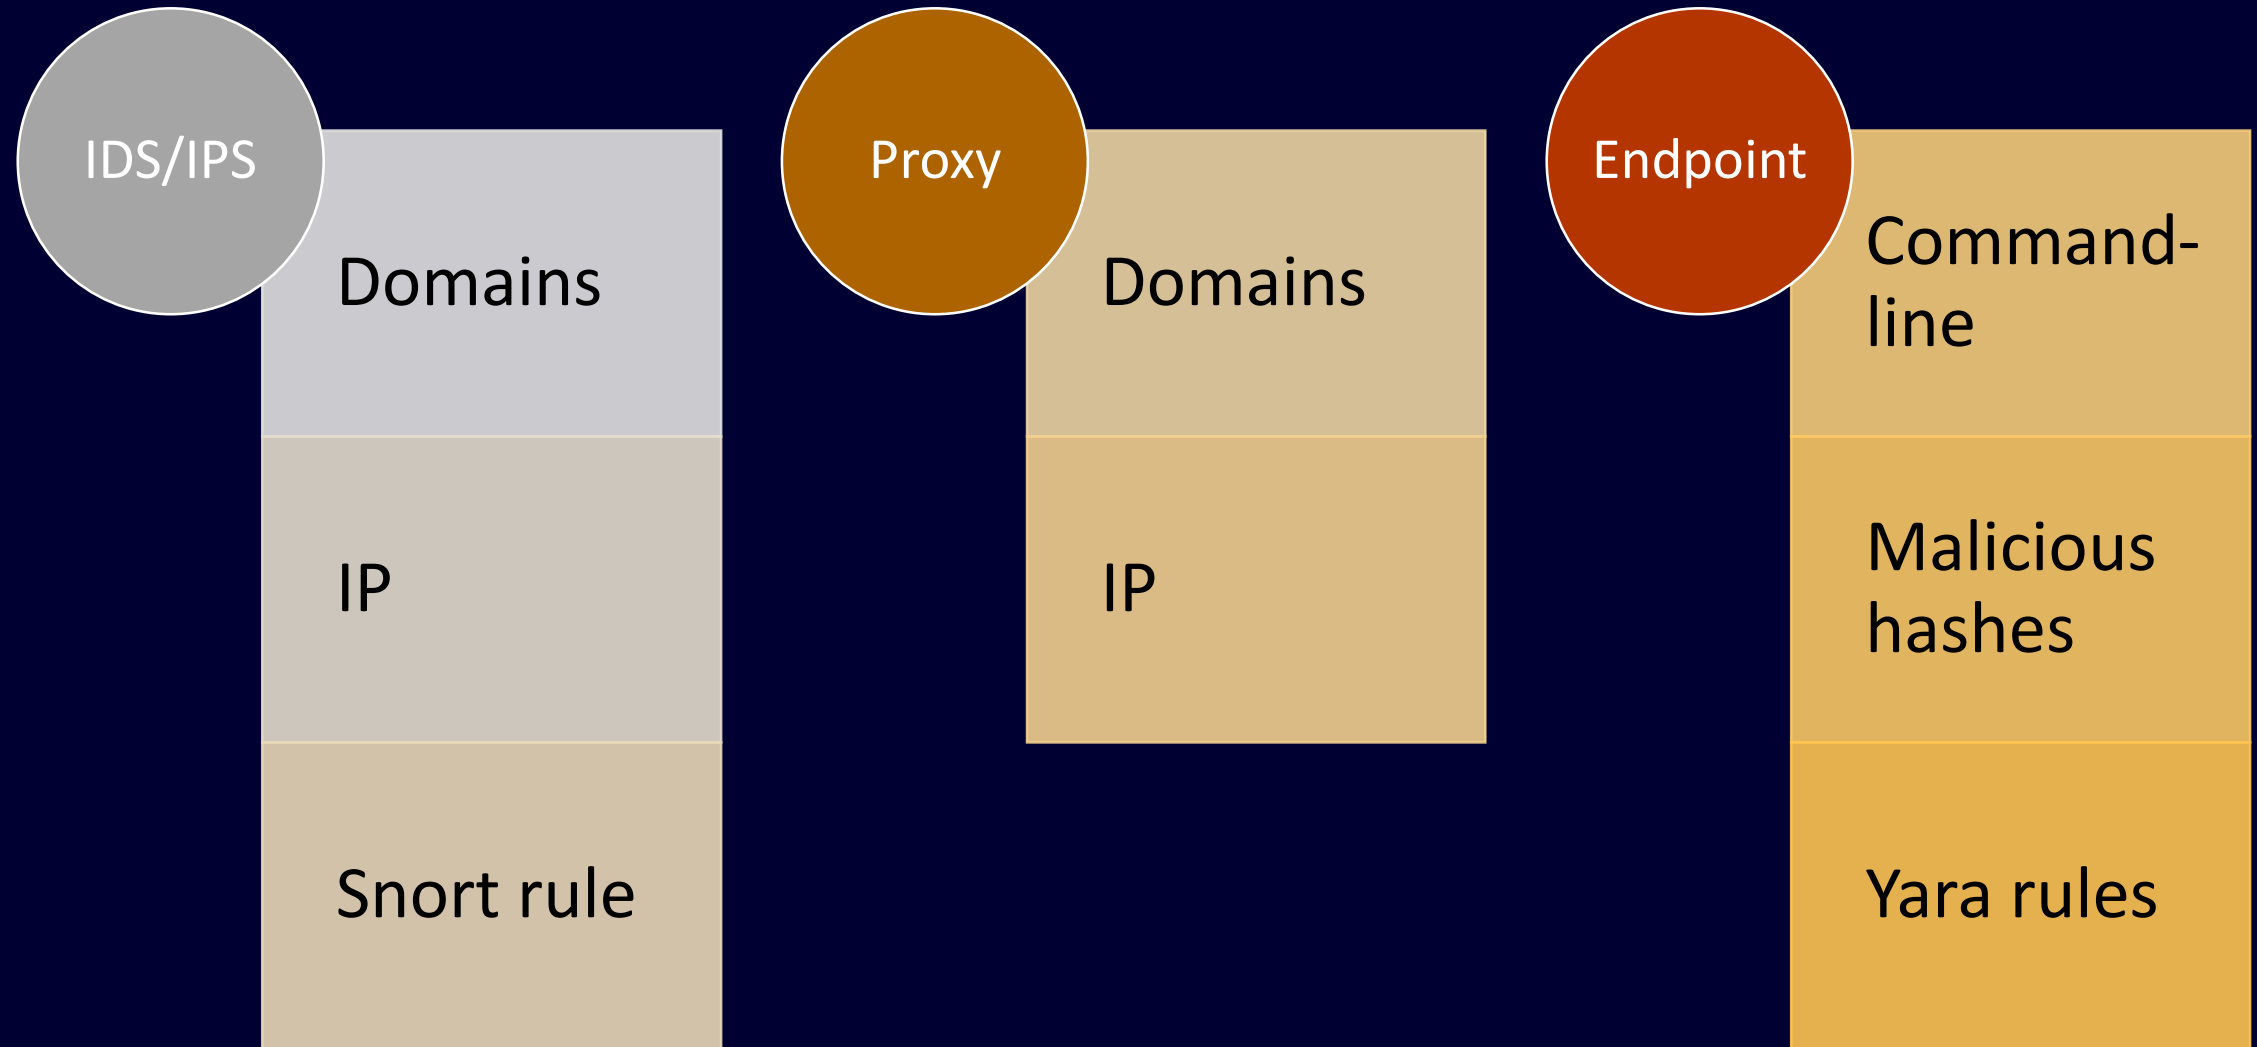 IDS/IPS
Domains
IP
Snort rule
Proxy
Domains
IP
Endpoint
Command-
line
Malicious
hashes
Yara rules